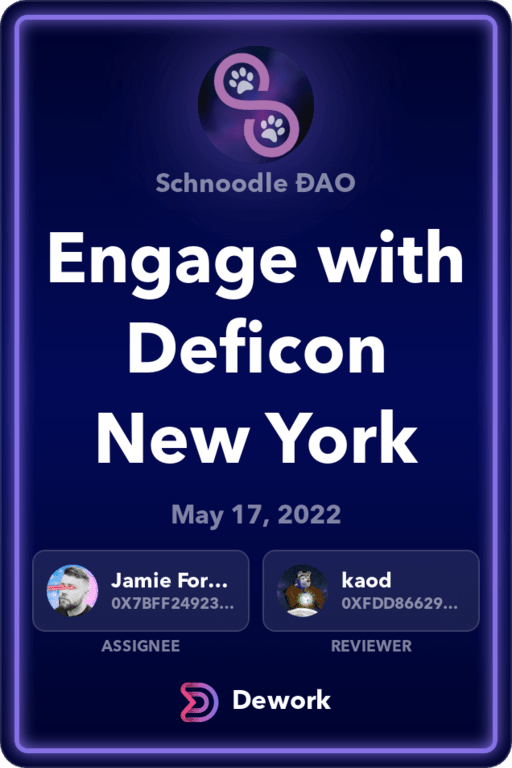 Schnoodle ĐAO
Engage with
Deficon
New York
May 17, 2022
Jamie For...
0X7BFF24923...
kaod
0XFDD86629...
ASSIGNEE
REVIEWER
Dework